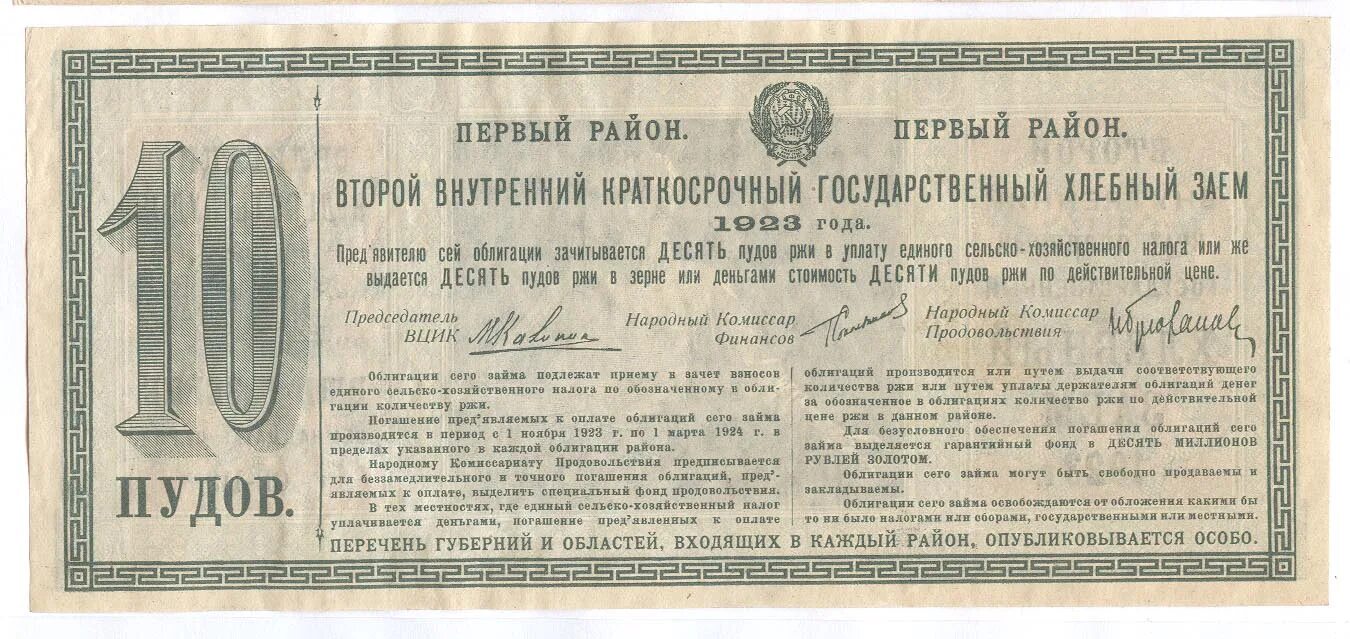 10
ПУДОВ.
ПЕРВЫЙ РАЙОН.
ПЕРВЫЙ РАЙОН.
ВТОРОЙ ВНУТРЕННИЙ КРАТКОСРОЧНЫЙ ГОСУДАРСТВЕННЫЙ ХЛЕБНЫЙ ЗАЕМ
1923 года.
Пред'явителю сей облигации зачитывается ДЕСЯТЬ пудов ржи в уплату единого сельско-хозяйственного налога или же
выдается ДЕСЯТЬ пудов ржи в зерне или деньгами стоимость ДЕСЯТИ пудов ржи по действительной цене.
Председатель
ВЦИК
Народный Комиссар
Финансов
Народный Комиссар
Продовольствия
Облигации сего займа подлежат приему в зачет взносов
единого сельско-хозяйственного налога по обозначенному в обли-
гации количеству ржи.
Погашение пред'являемых к оплате облигаций сего займа
производится в период с 1 ноября 1923 г. по 1 марта 1924 г. в
пределах указанного в каждой облигации района.
Народному Комиссариату Продовольствия предписывается
для беззамедлительного и точного погашения облигаций, пред'-
являемых к оплате, выделить специальный фонд продовольствия.
В тех местностях, где единый сельско-хозяйственный налог
уплачивается деньгами, погашение пред'явленных к оплате
облигаций производится или путем выдачи соответствующего
количества ржи или путем уплаты держателям облигаций денег
за обозначенное в облигациях количество ржи по действительной
цене ржи в данном районе.
Для безусловного обеспечения погашения облигаций сего
займа выделяется гарантийный фонд в ДЕСЯТЬ МИЛЛИОНОВ
РУБЛЕЙ ЗОЛОТОМ.
Облигации сего займа могут быть свободно продаваемы и
закладываемы.
Облигации сего займа освобождаются от обложения какими бы
то ни было налогами или сборами, государственными или местными.
ПЕРЕЧЕНЬ ГУБЕРНИЙ И ОБЛАСТЕЙ, ВХОДЯЩИХ В КАЖДЫЙ РАЙОН, ОПУБЛИКОВЫВАЕТСЯ ОСОБО.